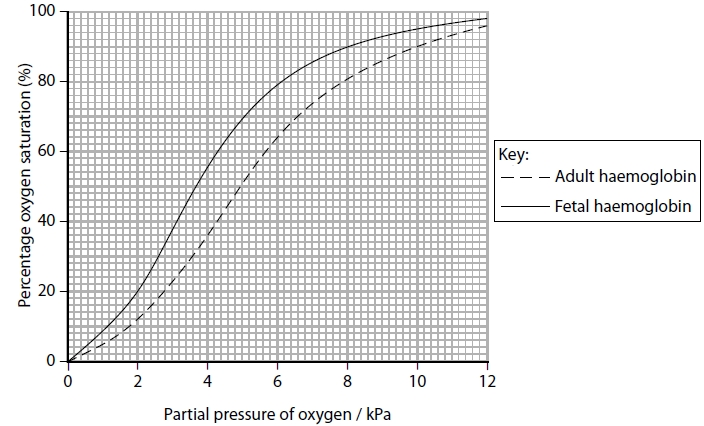 100
80
60
40
20
0
Percentage oxygen saturation (%)
0 2 4 6 8 10 12
Partial pressure of oxygen / kPa
Key:
Adult haemoglobin
Fetal haemoglobin